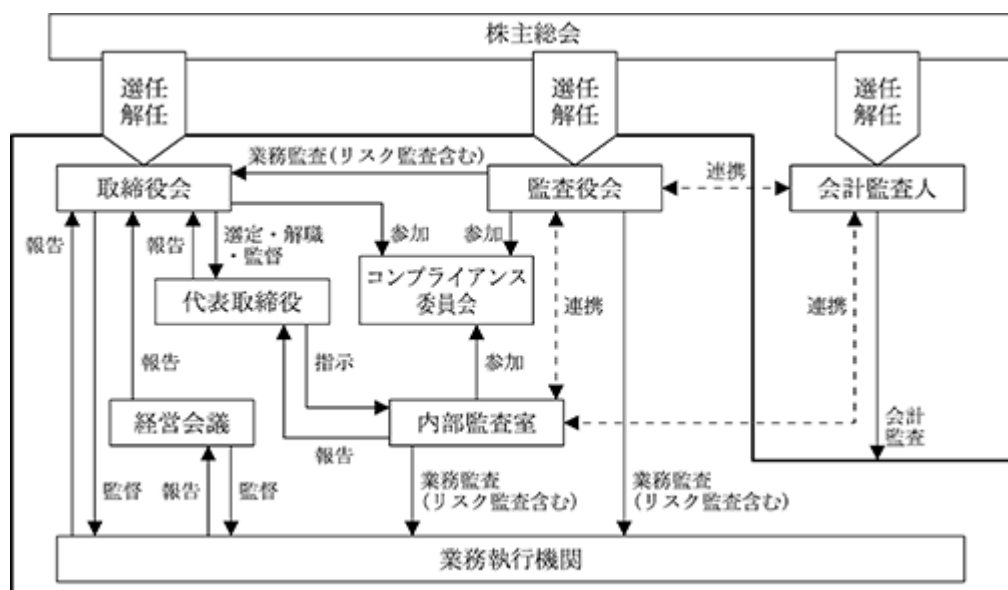 株主総会
選任
解任
選任
解任
選任
解任
業務監査(リスク監査含む)
取締役会
監査役会
連携
会計監査人
報告
報告
選定・解職
・監督
参加
参加
コンプライアンス
委員会
代表取締役
連携
連携
報告
指示
参加
経営会議
内部監査室
報告
会計
監査
監督
報告
監督
業務監査
(リスク監査含む)
業務監査
(リスク監査含む)
業務執行機関